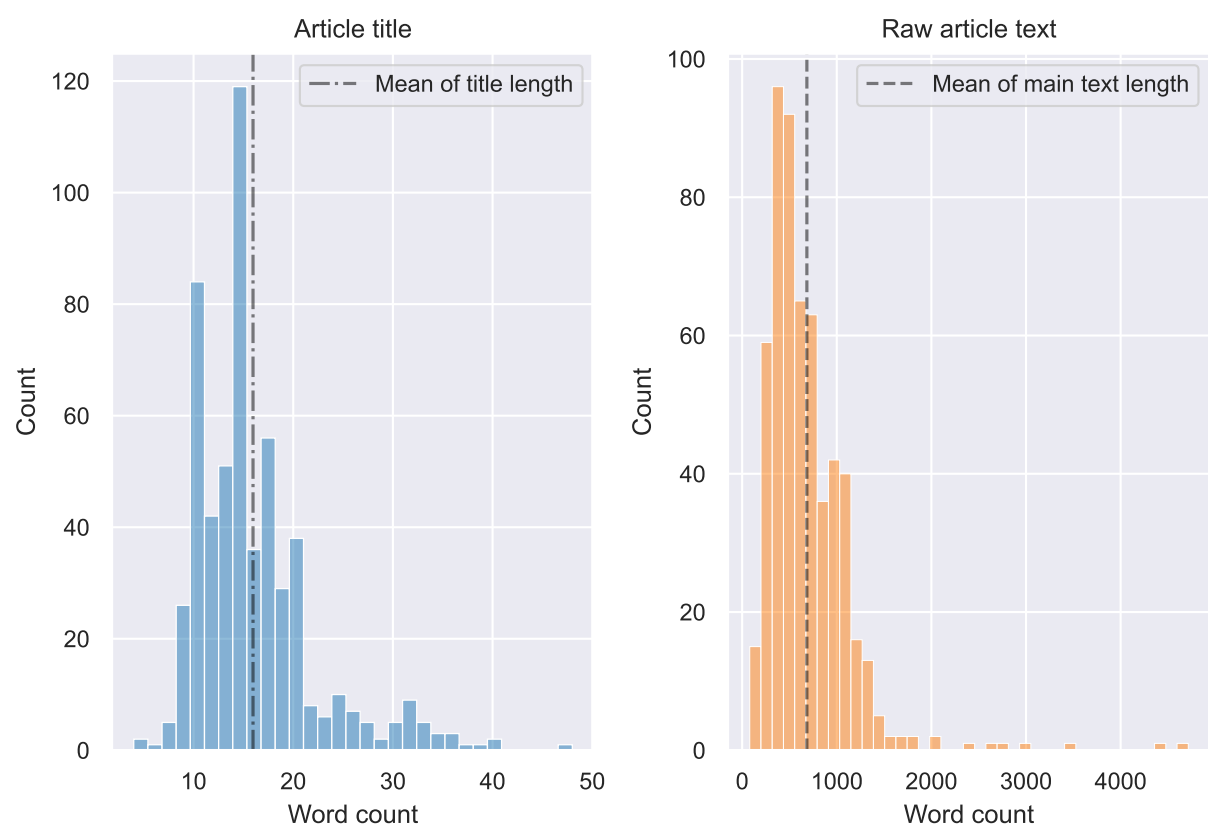 Article title
Mean of title length
120
100
80
60
40
20
0
Count
10 20 30 40 50
Word count
Raw article text
Mean of main text length
100
80
60
40
20
0
Count
0 1000 2000 3000 4000
Word count